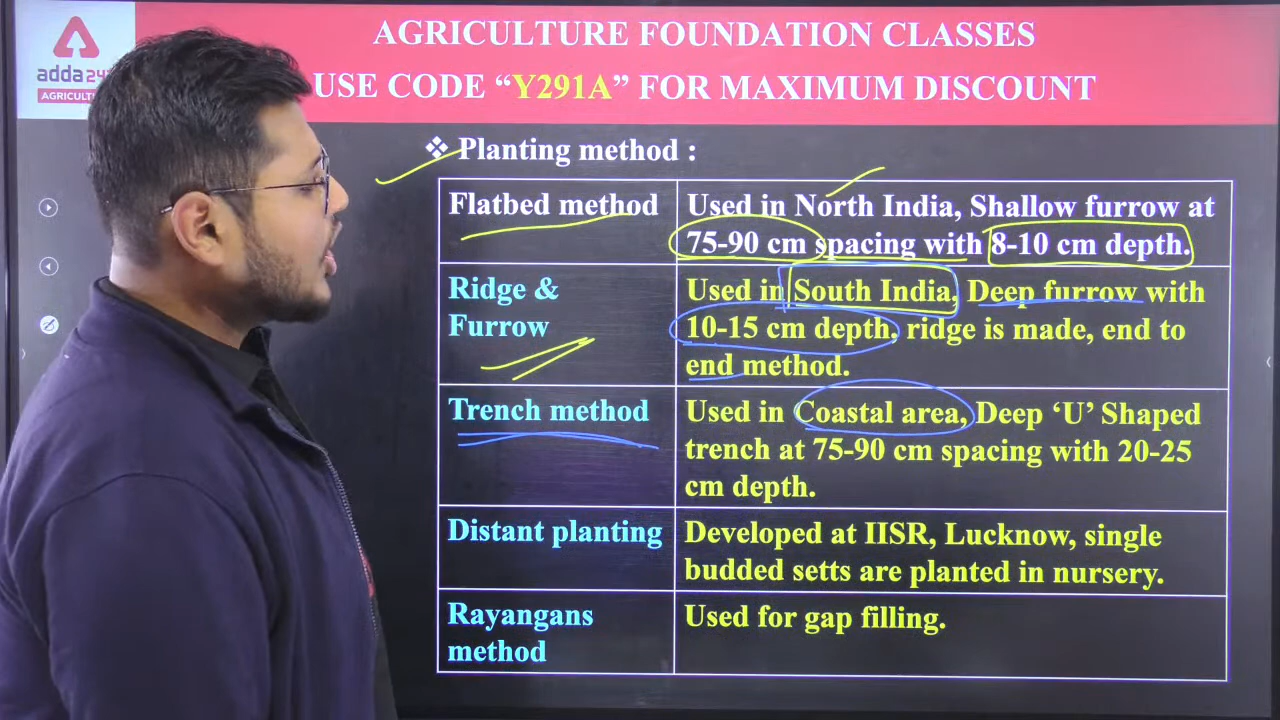 AGRICULTURE FOUNDATION CLASSES
adda24
AGRICULTU
USE CODE “Y291A” FOR MAXIMUM DISCOUNT
❖ Planting method :
Flatbed method
Used in North India, Shallow furrow at
75-90 cm spacing with 8-10 cm depth.
Ridge &
Furrow
Used in South India, Deep furrow with
10-15 cm depth, ridge is made, end to
end method.
Trench method
Used in Coastal area, Deep ‘U’ Shaped
trench at 75-90 cm spacing with 20-25
cm depth.
Distant planting
Developed at IISR, Lucknow, single
budded setts are planted in nursery.
Rayangans
method
Used for gap filling.